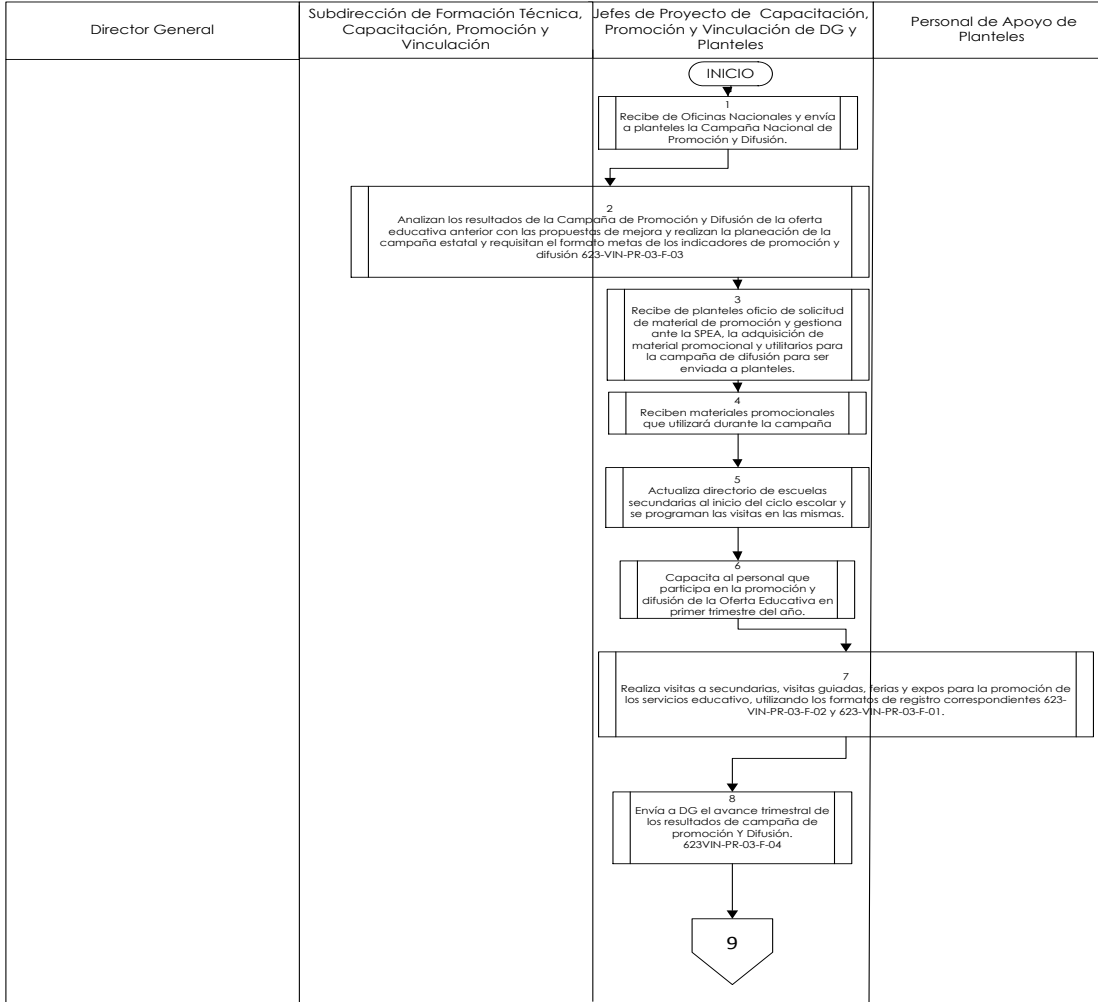 Director General
Subdirección de Formación Técnica,
Capacitación, Promoción y
Vinculación
Jefes de Proyecto de Capacitación,
Promoción y Vinculación de DG y
Planteles
Personal de Apoyo de
Planteles
INICIO
1
Recibe de Oficinas Nacionales y envía
a planteles la Campaña Nacional de
Promoción y Difusión.
2
Analizan los resultados de la Campaña de Promoción y Difusión de la oferta
educativa anterior con las propuestas de mejora y realizan la planeación de la
campaña estatal y requisitan el formato metas de los indicadores de promoción y
difusión 623-VIN-PR-03-F-03
3
Recibe de planteles oficio de solicitud
de material de promoción y gestiona
ante la SPEA, la adquisición de
material promocional y utilitarios para
la campaña de difusión para ser
enviada a planteles.
4
Reciben materiales promocionales
que utilizará durante la campaña
5
Actualiza directorio de escuelas
secundarias al inicio del ciclo escolar y
se programan las visitas en las mismas.
6
Capacita al personal que
participa en la promoción y
difusión de la Oferta Educativa en
primer trimestre del año.
7
Realiza visitas a secundarias, visitas guiadas, ferias y expos para la promoción de
los servicios educativo, utilizando los formatos de registro correspondientes 623-
VIN-PR-03-F-02 y 623-VIN-PR-03-F-01.
8
Envía a DG el avance trimestral de
los resultados de campaña de
promoción Y Difusión.
623VIN-PR-03-F-04
9